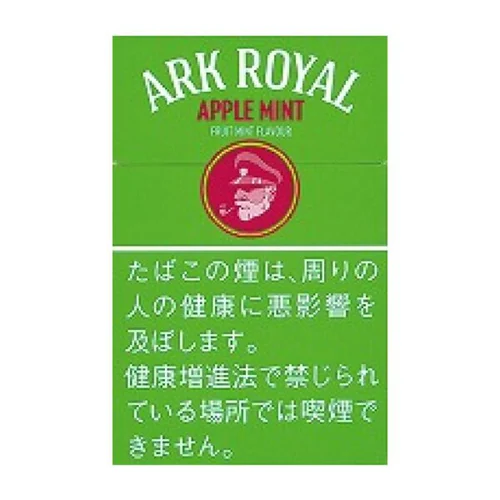 ARK ROYAL
APPLE MINT
FRUIT MINT FLAVOUR
たばこの煙は、周りの
人の健康に悪影響を
及ぼします。
健康増進法で禁じられ
ている場所では喫煙で
きません。